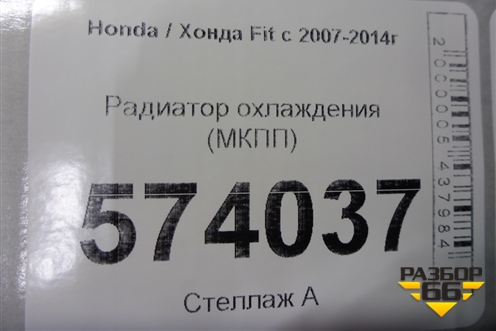 Honda / Хонда Fit с 2007-2014г
Радиатор охлаждения
(МКПП)
574037
Стеллаж А
2000005437984
РАЗБОР
66